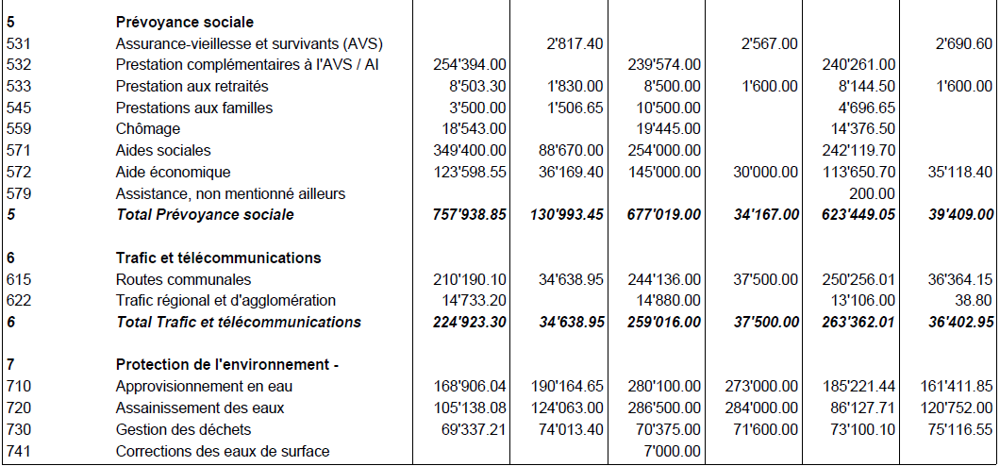 5 Prévoyance sociale
531 Assurance-vieillesse et survivants (AVS) 2'817.40 2'567.00 2'690.60
532 Prestation complémentaires à l'AVS / AI 254'394.00 239'574.00 240'261.00
533 Prestation aux retraités 8'503.30 1'830.00 8'500.00 1'600.00 8'144.50 1'600.00
545 Prestations aux familles 3'500.00 1'506.65 10'500.00 4'696.65
559 Chômage 18'543.00 19'445.00 14'376.50
571 Aides sociales 349'400.00 88'670.00 254'000.00 242'119.70
572 Aide économique 123'598.55 36'169.40 145'000.00 30'000.00 113'650.70 35'118.40
579 Assistance, non mentionné ailleurs 200.00
5 Total Prévoyance sociale 757'938.85 130'993.45 677'019.00 34'167.00 623'449.05 39'409.00
6 Trafic et télécommunications
615 Routes communales 210'190.10 34'638.95 244'136.00 37'500.00 250'256.01 36'364.15
622 Trafic régional et d'agglomération 14'733.20 14'880.00 13'106.00 38.80
6 Total Trafic et télécommunications 224'923.30 34'638.95 259'016.00 37'500.00 263'362.01 36'402.95
7 Protection de l'environnement -
710 Approvisionnement en eau 168'906.04 190'164.65 280'100.00 273'000.00 185'221.44 161'411.85
720 Assainissement des eaux 105'138.08 124'063.00 286'500.00 284'000.00 86'127.71 120'752.00
730 Gestion des déchets 69'337.21 74'013.40 70'375.00 71'600.00 73'100.10 75'116.55
741 Corrections des eaux de surface 7'000.00